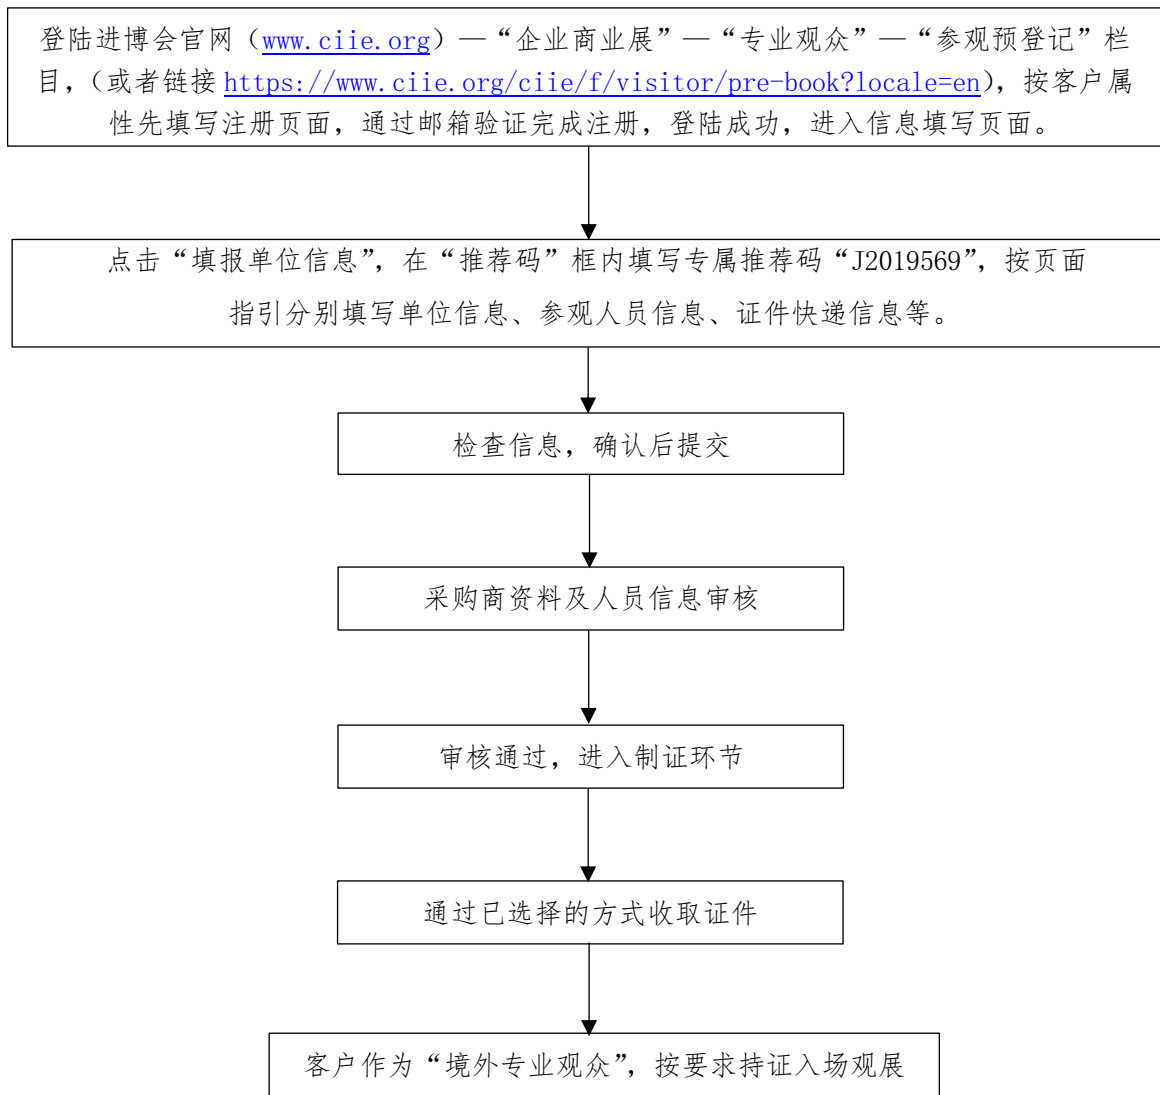 登陆进博会官网（www.ciie.org）—“企业商业展”—“专业观众”—“参观预登记”栏
目，（或者链接 https://www.ciie.org/ciie/f/visitor/pre-book?locale=en），按客户属
性先填写注册页面，通过邮箱验证完成注册，登陆成功，进入信息填写页面。
点击“填报单位信息”，在“推荐码”框内填写专属推荐码“J2019569”，按页面
指引分别填写单位信息、参观人员信息、证件快递信息等。
检查信息，确认后提交
采购商资料及人员信息审核
审核通过，进入制证环节
通过已选择的方式收取证件
客户作为“境外专业观众”，按要求持证入场观展